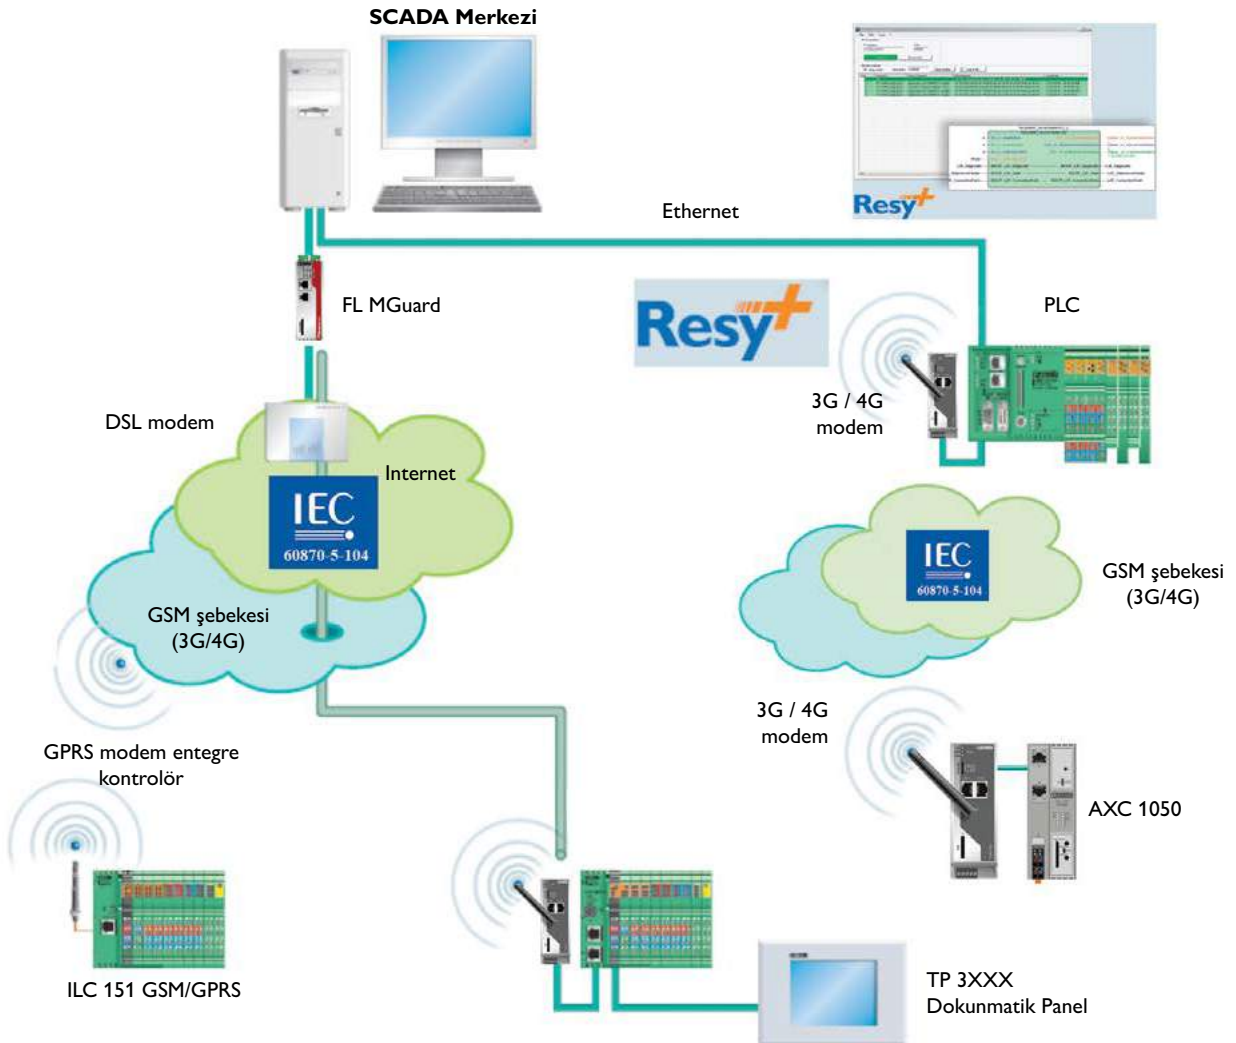 SCADA Merkezi
Resy+
Ethernet
FL MGuard
Resy+
PLC
3G / 4G
modem
DSL modem
Internet
IEC
60870-5-104
IEC
60870-5-104
GSM şebekesi
(3G/4G)
GSM şebekesi
(3G/4G)
3G / 4G
modem
GPRS modem entegre
kontrolör
AXC 1050
ILC 151 GSM/GPRS
TP 3XXX
Dokunmatik Panel